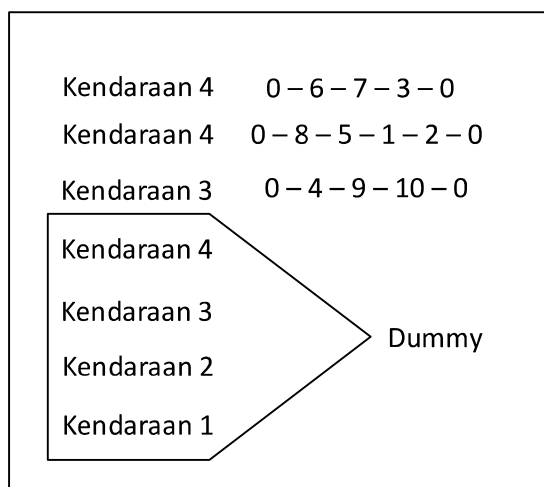 Kendaraan 4 0 – 6 – 7 – 3 – 0
Kendaraan 4 0 – 8 – 5 – 1 – 2 – 0
Kendaraan 3 0 – 4 – 9 – 10 – 0
Kendaraan 4
Kendaraan 3
Dummy
Kendaraan 2
Kendaraan 1